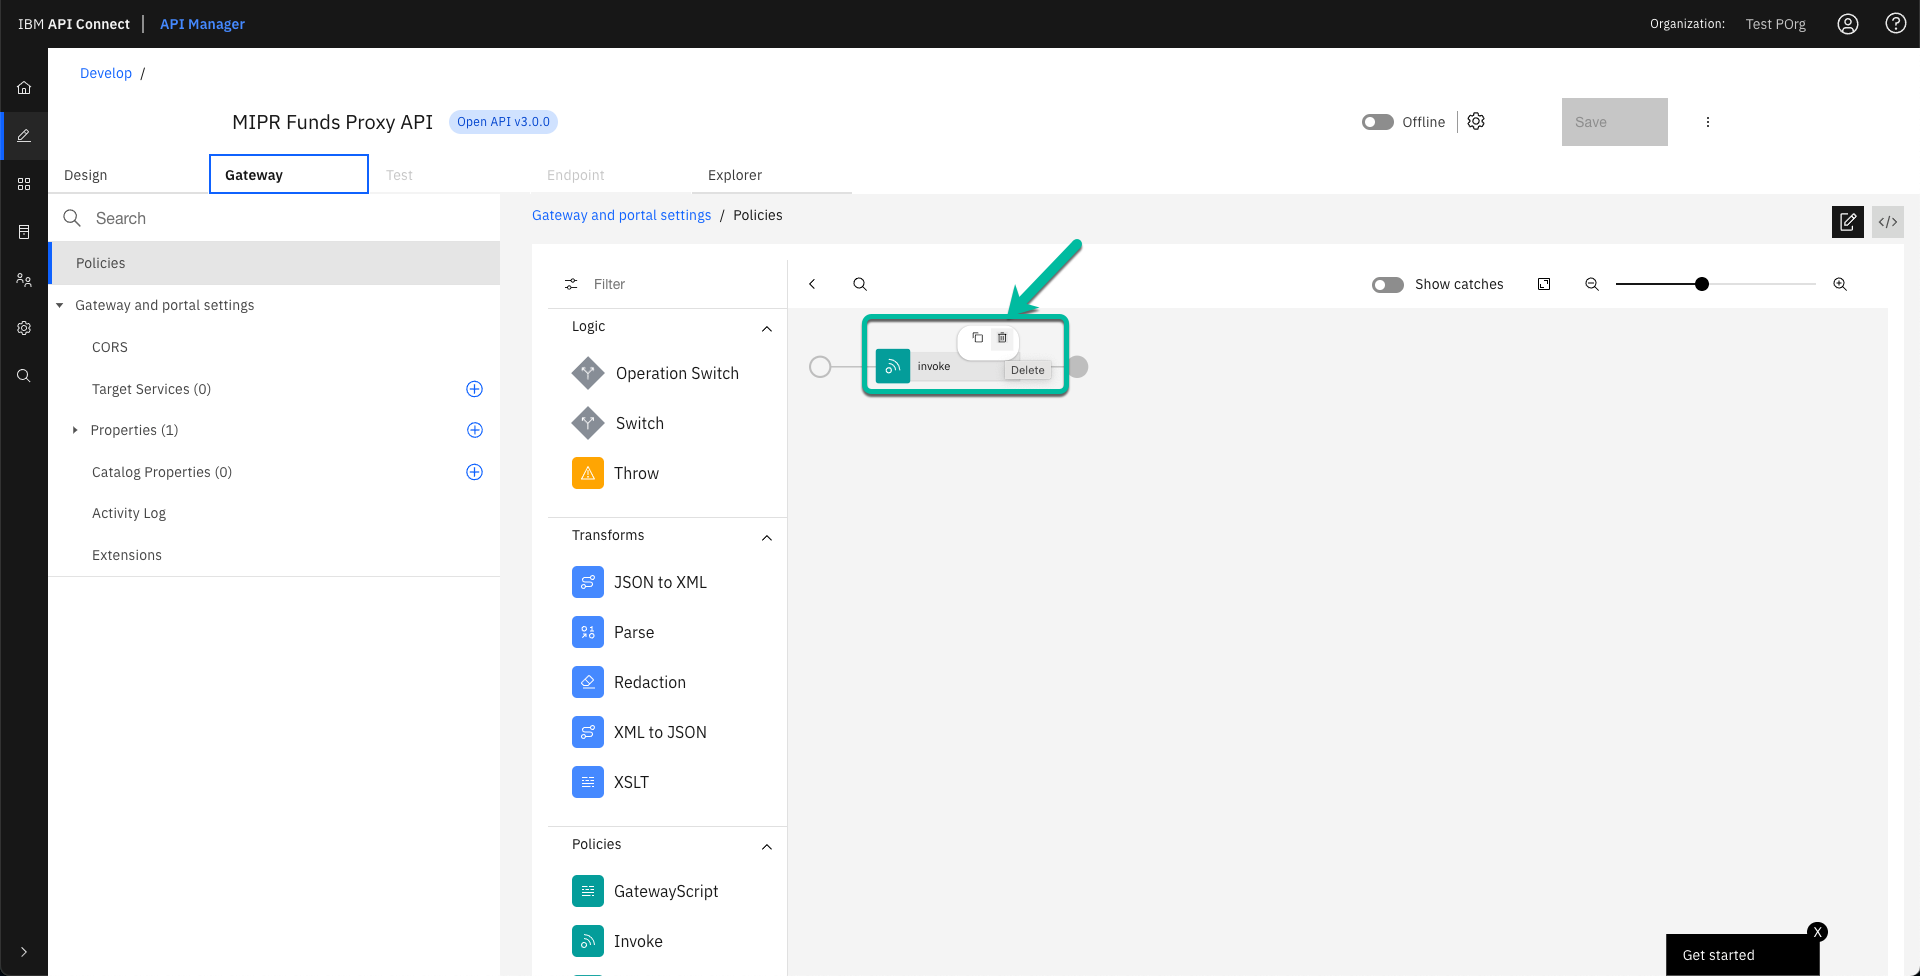 IBM API Connect | API Manager
Organization: Test POrg
Develop /
MIPR Funds Proxy API Open API v3.0.0
Offline
Save
Design Gateway Test Endpoint Explorer
Search
Gateway and portal settings / Policies
Policies
Gateway and portal settings
CORS
Target Services (0)
Properties (1)
Catalog Properties (0)
Activity Log
Extensions
Filter
Show catches
Logic
Operation Switch
Switch
Throw
Transforms
JSON to XML
Parse
Redaction
XML to JSON
XSLT
Policies
GatewayScript
Invoke
invoke
Delete
X
Get started